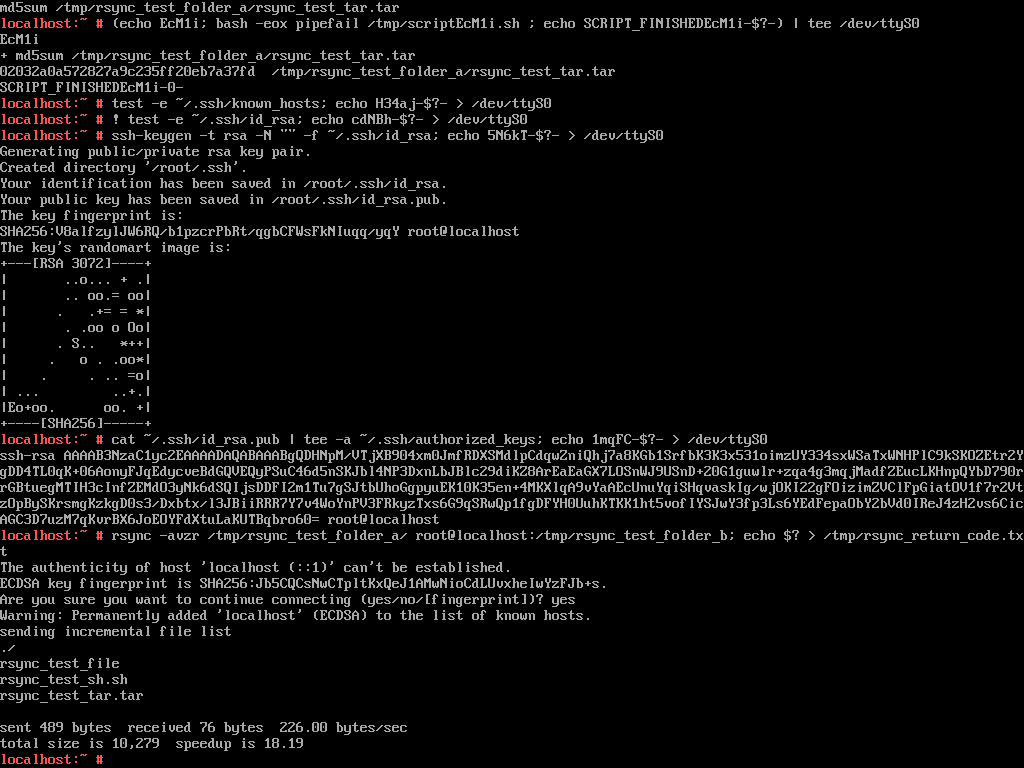 md5sum /tmp/rsync_test_folder_a/rsync_test_tar.tar
localhost:~ # (echo EcM1i; bash -eox pipefail /tmp/scriptEcM1i.sh ; echo SCRIPT_FINISHEDEcM1i-$?-) | tee /dev/ttyS0
EcM1i
+ md5sum /tmp/rsync_test_folder_a/rsync_test_tar.tar
02032a0a572827a9c235ff20eb7a37fd  /tmp/rsync_test_folder_a/rsync_test_tar.tar
SCRIPT_FINISHEDEcM1i-0-
localhost:~ # test -e ~/.ssh/known_hosts; echo H34aj-$?- > /dev/ttyS0
localhost:~ # ! test -e ~/.ssh/id_rsa; echo cdNBh-$?- > /dev/ttyS0
localhost:~ # ssh-keygen -t rsa -N "" -f ~/.ssh/id_rsa; echo 5N6kT-$?- > /dev/ttyS0
Generating public/private rsa key pair.
Created directory '/root/.ssh'.
Your identification has been saved in /root/.ssh/id_rsa.
Your public key has been saved in /root/.ssh/id_rsa.pub.
The key fingerprint is:
SHA256:V8alfzylJW6RQ/b1pzcrPbRt/qgbCFWsFkNIuqq/yqY root@localhost
The key's randomart image is:
+---[RSA 3072]----+
|       ..o... + .|
|       .. oo.= oo|
|      .   .+= = *|
|       . .oo o Oo|
|      . S..   *++|
|     .   o . .oo*|
|    .     . .. =o|
| ...         ..+.|
|Eo+oo.      oo. +|
+----[SHA256]-----+
localhost:~ # cat ~/.ssh/id_rsa.pub | tee -a ~/.ssh/authorized_keys; echo 1mqFC-$?- > /dev/ttyS0
ssh-rsa AAAAB3NzaC1yc2EAAAADAQABAAABgQDHNpM/VTjXB904xm0JmfRDXSMdlpCdqwZniQhj7a8KGb1SrfbK3K3x531oimzUY334sxWSaTxWNHPlC9kSKOZEtr2Y
gDD4TL0qK+06AonyFJqEdycveBdGQVEQyPSuC46d5nSKJbl4NP3DxnLbJBlc29diKZ8ArEaEaGX7LOSnWJ9USnD+20G1guwlr+zqa4g3mqjMadfZEucLKHnpQYbD790r
rGBtuegMTIH3cInfZEMdO3yNk6dSQIjsDDFI2m1Tu7gSJtbUhoGgpyuEK10K35en+4MKXlqA9vYaAEcUnuYqiSHqvaskIg/wjOKI22gFOizimZVClFpGiatOV1f7r2Vt
zOpBySKrsmgKzkgD0s3/Dxbtx/l3JBiiRRR7Y7v4WoYnPV3FRkyzTxs6G9qSRwQp1fgDFYH0UuhKTKK1ht5vofIYSJwY3fp3Ls6YEdFepaObY2bVd0IReJ4zH2vs6Cic
AGC3D7uzM7qKvrBX6JoEOYFdXtuLaKUTBqbro60= root@localhost
localhost:~ # rsync -avzr /tmp/rsync_test_folder_a/ root@localhost:/tmp/rsync_test_folder_b; echo $? > /tmp/rsync_return_code.tx
t
The authenticity of host 'localhost (::1)' can't be established.
ECDSA key fingerprint is SHA256:Jb5CQCsNwCTpltKxQeJ1AMwNioCdLUvxheIwYzFJb+s.
Are you sure you want to continue connecting (yes/no/[fingerprint])? yes
Warning: Permanently added 'localhost' (ECDSA) to the list of known hosts.
sending incremental file list
./
rsync_test_file
rsync_test_sh.sh
rsync_test_tar.tar

sent 489 bytes  received 76 bytes  226.00 bytes/sec
total size is 10,279  speedup is 18.19
localhost:~ #